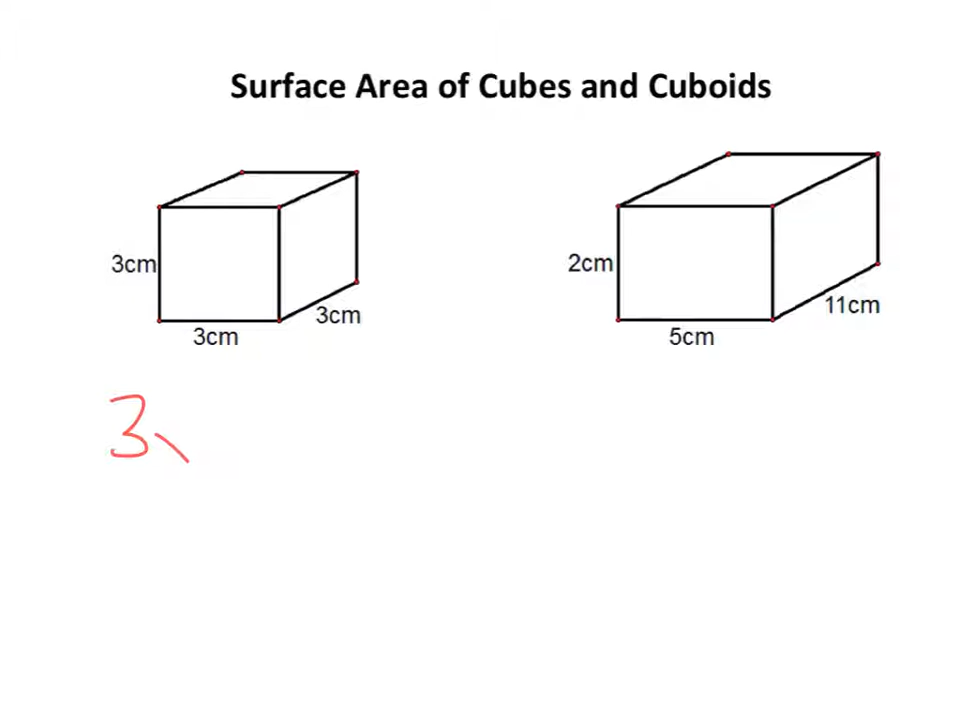 Surface Area of Cubes and Cuboids
3cm
3cm
3cm
2cm
11cm
5cm
3